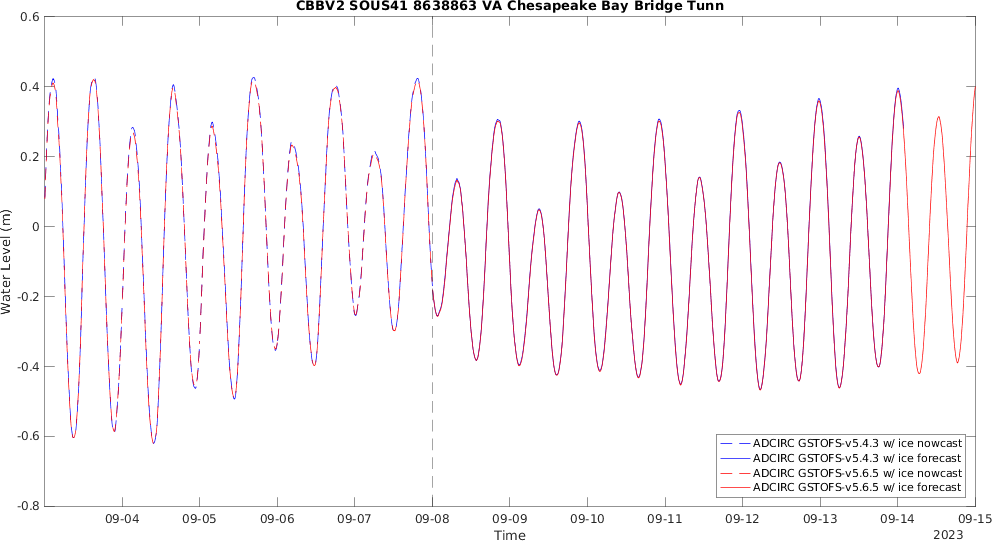 CBBV2 SOUS41 8638863 VA Chesapeake Bay Bridge Tunn
0.6
0.4
0.2
0
-0.2
-0.4
-0.6
-0.8
Water Level (m)
ADCIRC GSTOFS-v5.4.3 w/ ice nowcast
ADCIRC GSTOFS-v5.4.3 w/ ice forecast
ADCIRC GSTOFS-v5.6.5 w/ ice nowcast
ADCIRC GSTOFS-v5.6.5 w/ ice forecast
09-04 09-05 09-06 09-07 09-08 09-09 09-10 09-11 09-12 09-13 09-14 09-15
Time
2023